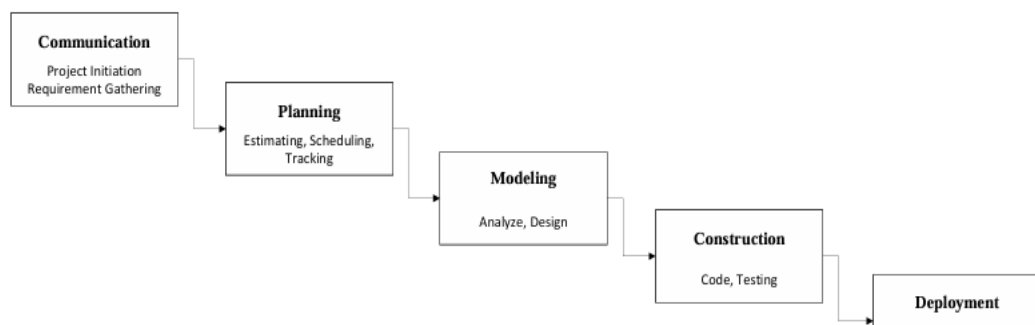 Communication
Project Initiation
Requirement Gathering
Planning
Estimating, Scheduling,
Tracking
Modeling
Analyze, Design
Construction
Code, Testing
Deployment